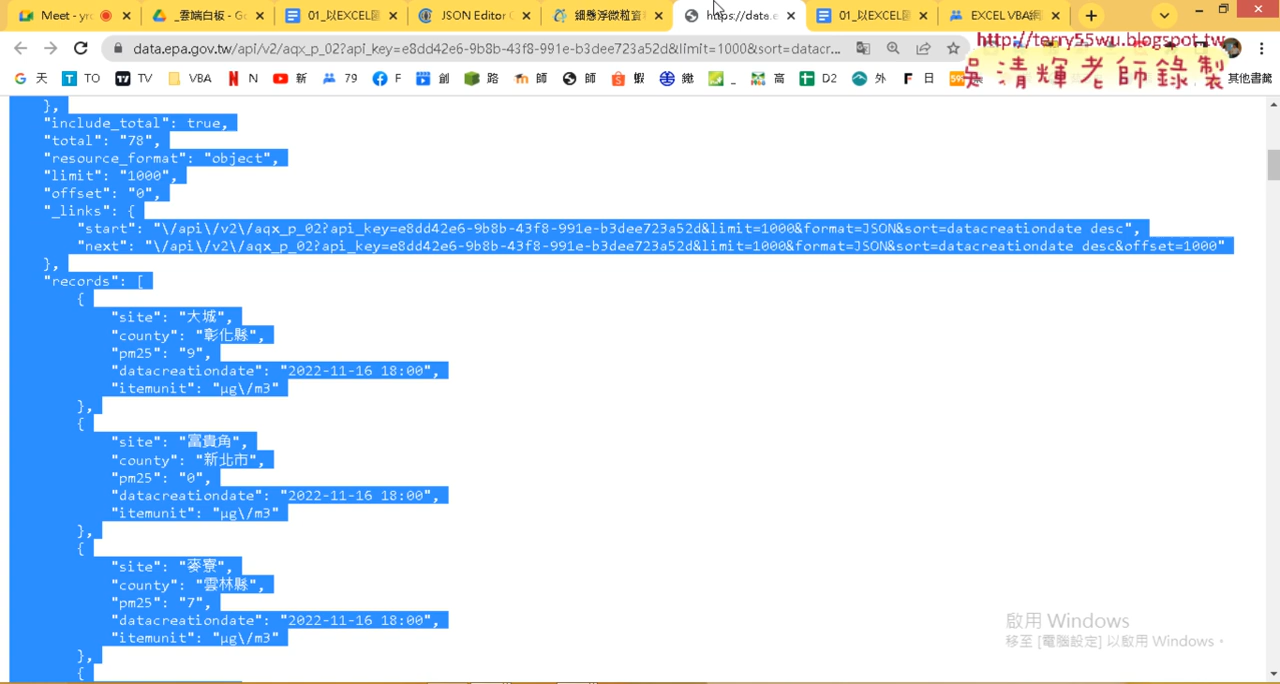 Meet - yro
_雲端白板 - Go
01_以EXCEL圖
JSON Editor O
細懸浮微粒資料
https://data.e
01_以EXCEL圖
EXCEL VBA網
data.epa.gov.tw/api/v2/aqx_p_02?api_key=e8dd42e6-9b8b-43f8-991e-b3dee723a52d&limit=1000&sort=datacr...
http://terry55wu.blogspot.tw
吳清輝老師錄製
天 TO TV VBA N 新 79 F 創 路 師 師 蝦 _ 高 D2 外 日 其他書籤
},
"include_total": true,
"total": "78",
"resource_format": "object",
"limit": "1000",
"offset": "0",
"_links": {
"start": "\/api\/v2\/aqx_p_02?api_key=e8dd42e6-9b8b-43f8-991e-b3dee723a52d&limit=1000&format=JSON&sort=datacreationdate desc",
"next": "\/api\/v2\/aqx_p_02?api_key=e8dd42e6-9b8b-43f8-991e-b3dee723a52d&limit=1000&format=JSON&sort=datacreationdate desc&offset=1000"
},
"records": [
{
"site": "大城",
"county": "彰化縣",
"pm25": "9",
"datacreationdate": "2022-11-16 18:00",
"itemunit": "μg\/m3"
},
{
"site": "富貴角",
"county": "新北市",
"pm25": "0",
"datacreationdate": "2022-11-16 18:00",
"itemunit": "μg\/m3"
},
{
"site": "麥寮",
"county": "雲林縣",
"pm25": "7",
"datacreationdate": "2022-11-16 18:00",
"itemunit": "μg\/m3"
},
{
啟用 Windows
移至 [電腦設定] 以啟用 Windows。